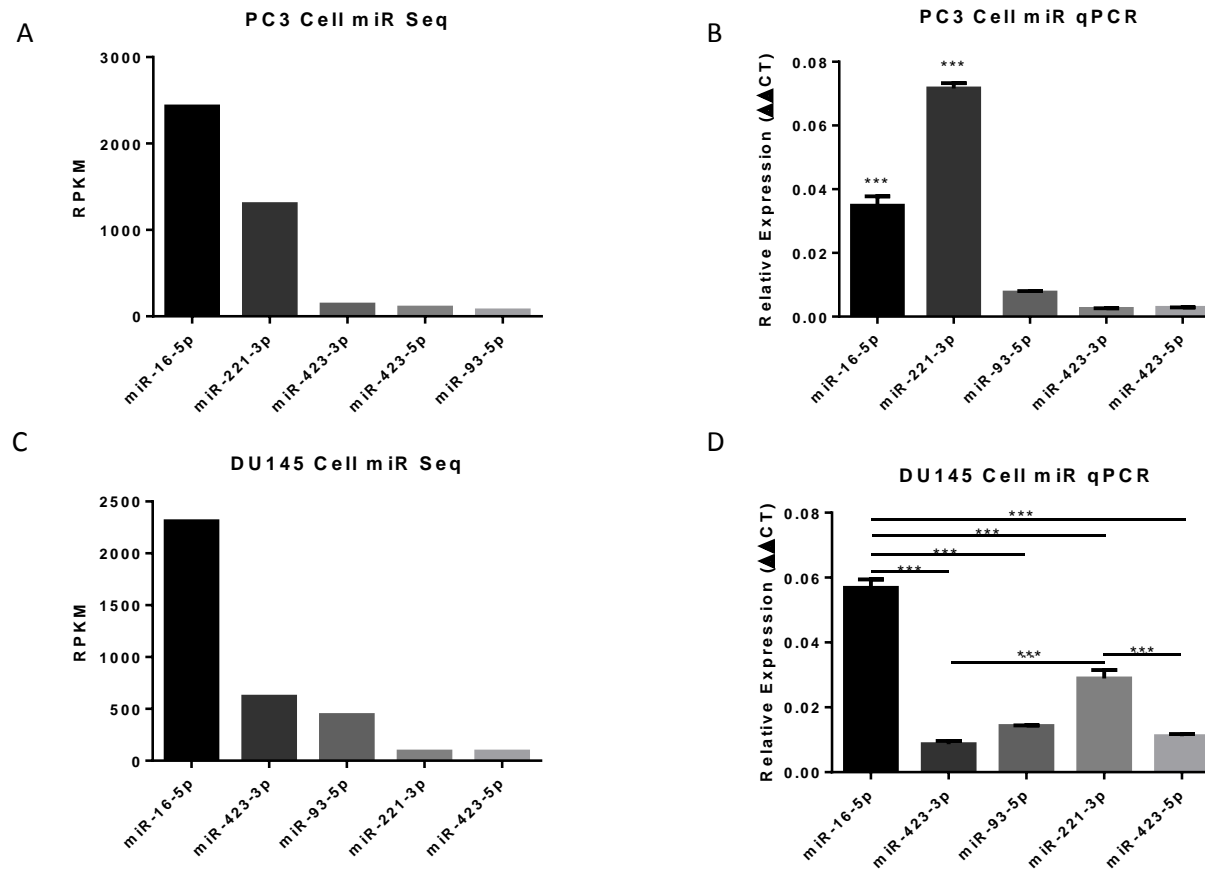 A
PC3 Cell miR Seq
RPKM
3000
2000
1000
0
miR-16-5p
miR-221-3p
miR-423-3p
miR-423-5p
miR-93-5p
B
PC3 Cell miR qPCR
Relative Expression (▲▲CT)
0.08
0.06
0.04
0.02
0.00
***
***
miR-16-5p
miR-221-3p
miR-93-5p
miR-423-3p
miR-423-5p
C
DU145 Cell miR Seq
RPKM
2500
2000
1500
1000
500
0
miR-16-5p
miR-423-3p
miR-93-5p
miR-221-3p
miR-423-5p
D
DU145 Cell miR qPCR
Relative Expression (▲▲CT)
0.08
0.06
0.04
0.02
0.00
***
***
***
***
***
***
miR-16-5p
miR-423-3p
miR-93-5p
miR-221-3p
miR-423-5p